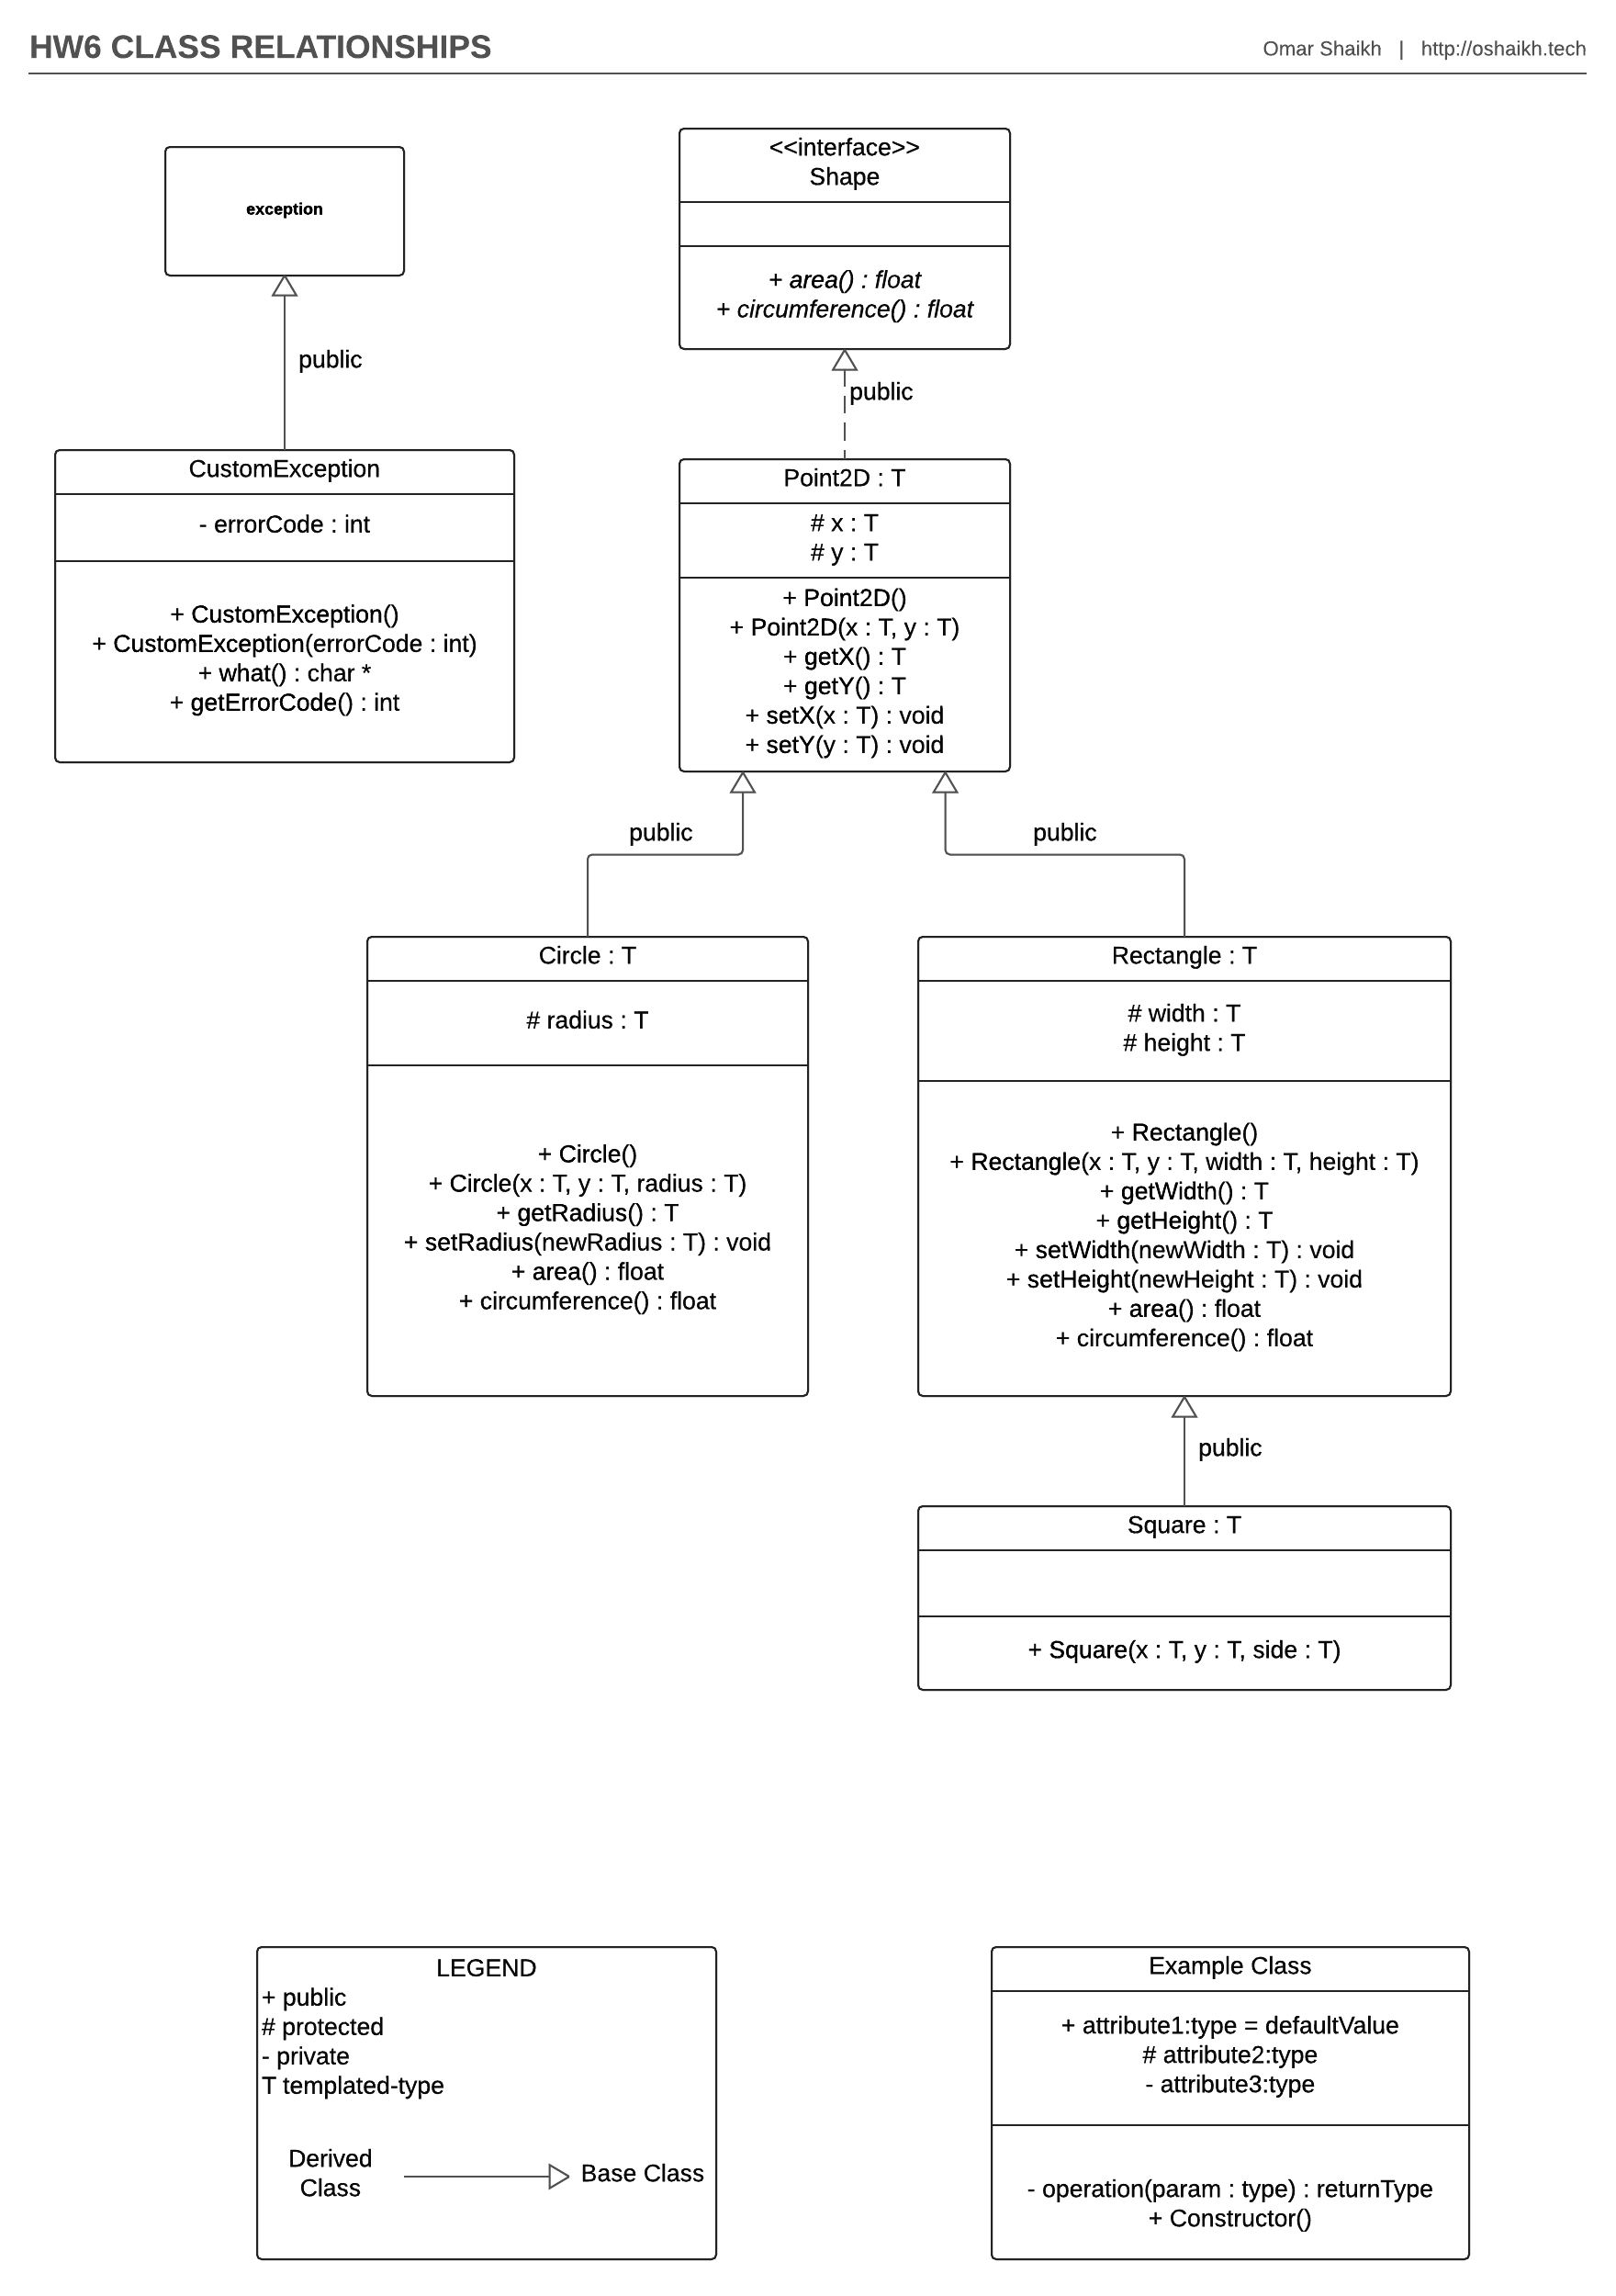 HW6 CLASS RELATIONSHIPS
Omar Shaikh | http://oshaikh.tech
exception
public
CustomException
- errorCode : int
+ CustomException()
+ CustomException(errorCode : int)
+ what() : char *
+ getErrorCode() : int
<<interface>>
Shape
+ area() : float
+ circumference() : float
public
Point2D : T
# x : T
# y : T
+ Point2D()
+ Point2D(x : T, y : T)
+ getX() : T
+ getY() : T
+ setX(x : T) : void
+ setY(y : T) : void
public
public
Circle : T
# radius : T
+ Circle()
+ Circle(x : T, y : T, radius : T)
+ getRadius() : T
+ setRadius(newRadius : T) : void
+ area() : float
+ circumference() : float
Rectangle : T
# width : T
# height : T
+ Rectangle()
+ Rectangle(x : T, y : T, width : T, height : T)
+ getWidth() : T
+ getHeight() : T
+ setWidth(newWidth : T) : void
+ setHeight(newHeight : T) : void
+ area() : float
+ circumference() : float
public
Square : T
+ Square(x : T, y : T, side : T)
LEGEND
+ public
# protected
- private
T templated-type
Derived
Class
Base Class
Example Class
+ attribute1:type = defaultValue
# attribute2:type
- attribute3:type
- operation(param : type) : returnType
+ Constructor()